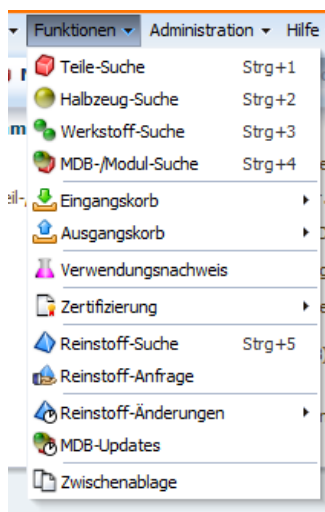 Funktionen Administration Hilfe
Teile-Suche Strg+1
Halbzeug-Suche Strg+2
Werkstoff-Suche Strg+3
MDB-/Modul-Suche Strg+4
Eingangskorb
Ausgangskorb
Verwendungsnachweis
Zertifizierung
Reinstoff-Suche Strg+5
Reinstoff-Anfrage
Reinstoff-Änderungen
MDB-Updates
Zwischenablage